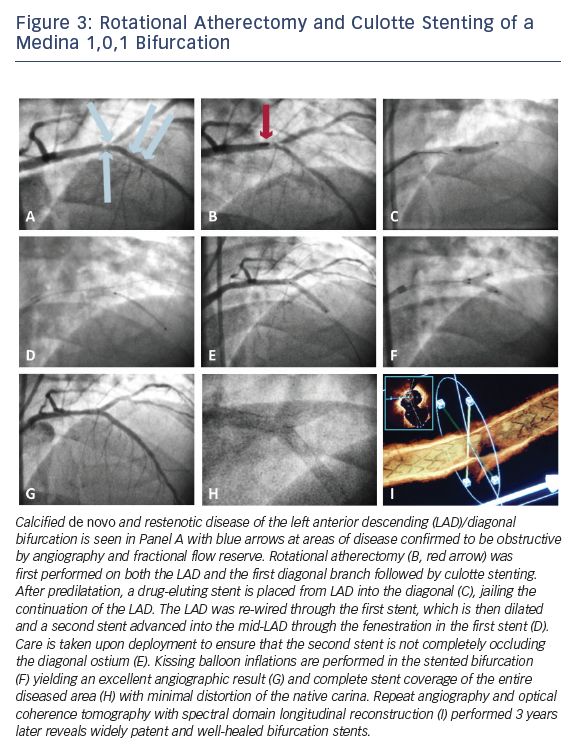 Figure 3: Rotational Atherectomy and Culotte Stenting of a
Medina 1,0,1 Bifurcation
A
B
C
D
E
F
G
H
I
Calcified de novo and restenotic disease of the left anterior descending (LAD)/diagonal
bifurcation is seen in Panel A with blue arrows at areas of disease confirmed to be obstructive
by angiography and fractional flow reserve. Rotational atherectomy (B, red arrow) was
first performed on both the LAD and the first diagonal branch followed by culotte stenting.
After predilatation, a drug-eluting stent is placed from LAD into the diagonal (C), jailing the
continuation of the LAD. The LAD was re-wired through the first stent, which is then dilated
and a second stent advanced into the mid-LAD through the fenestration in the first stent (D).
Care is taken upon deployment to ensure that the second stent is not completely occluding
the diagonal ostium (E). Kissing balloon inflations are performed in the stented bifurcation
(F) yielding an excellent angiographic result (G) and complete stent coverage of the entire
diseased area (H) with minimal distortion of the native carina. Repeat angiography and optical
coherence tomography with spectral domain longitudinal reconstruction (I) performed 3 years
later reveals widely patent and well-healed bifurcation stents.